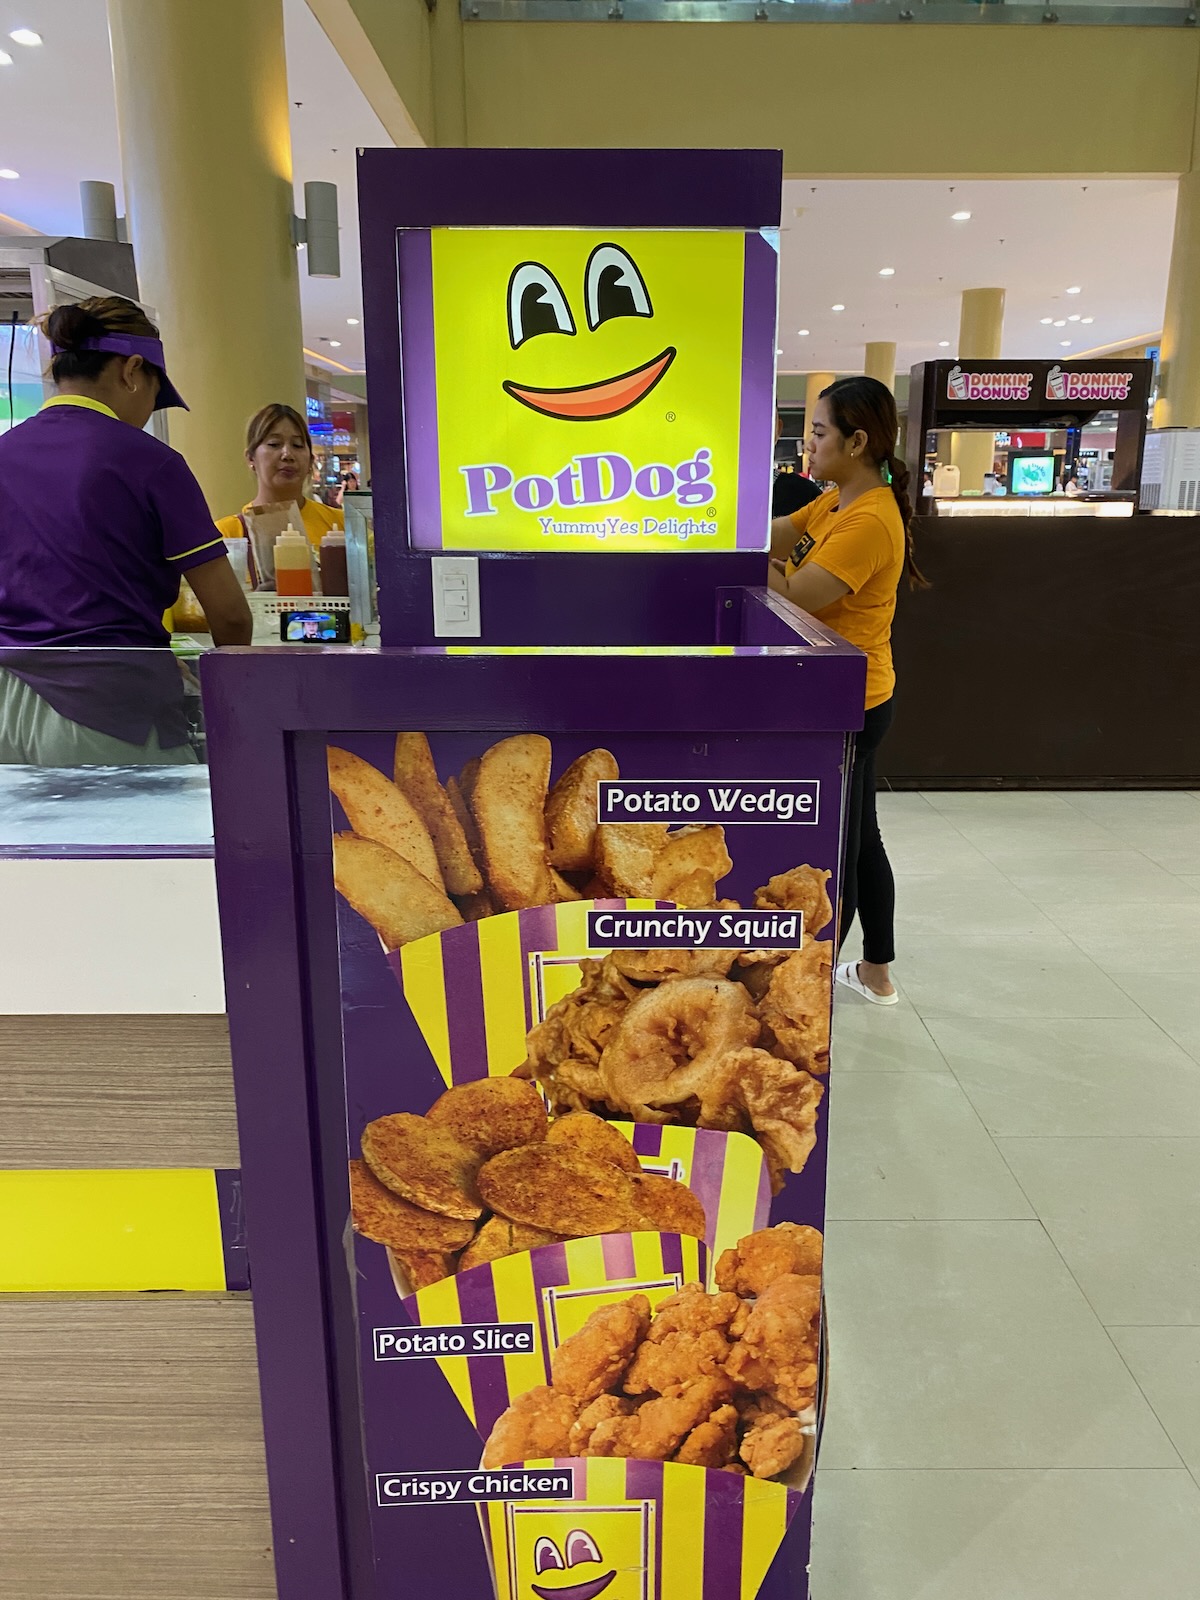 PotDog
®
®
YummyYes Delights
DUNKIN'
DONUTS
DUNKIN'
DONUTS
Potato Wedge
Crunchy Squid
Potato Slice
Crispy Chicken